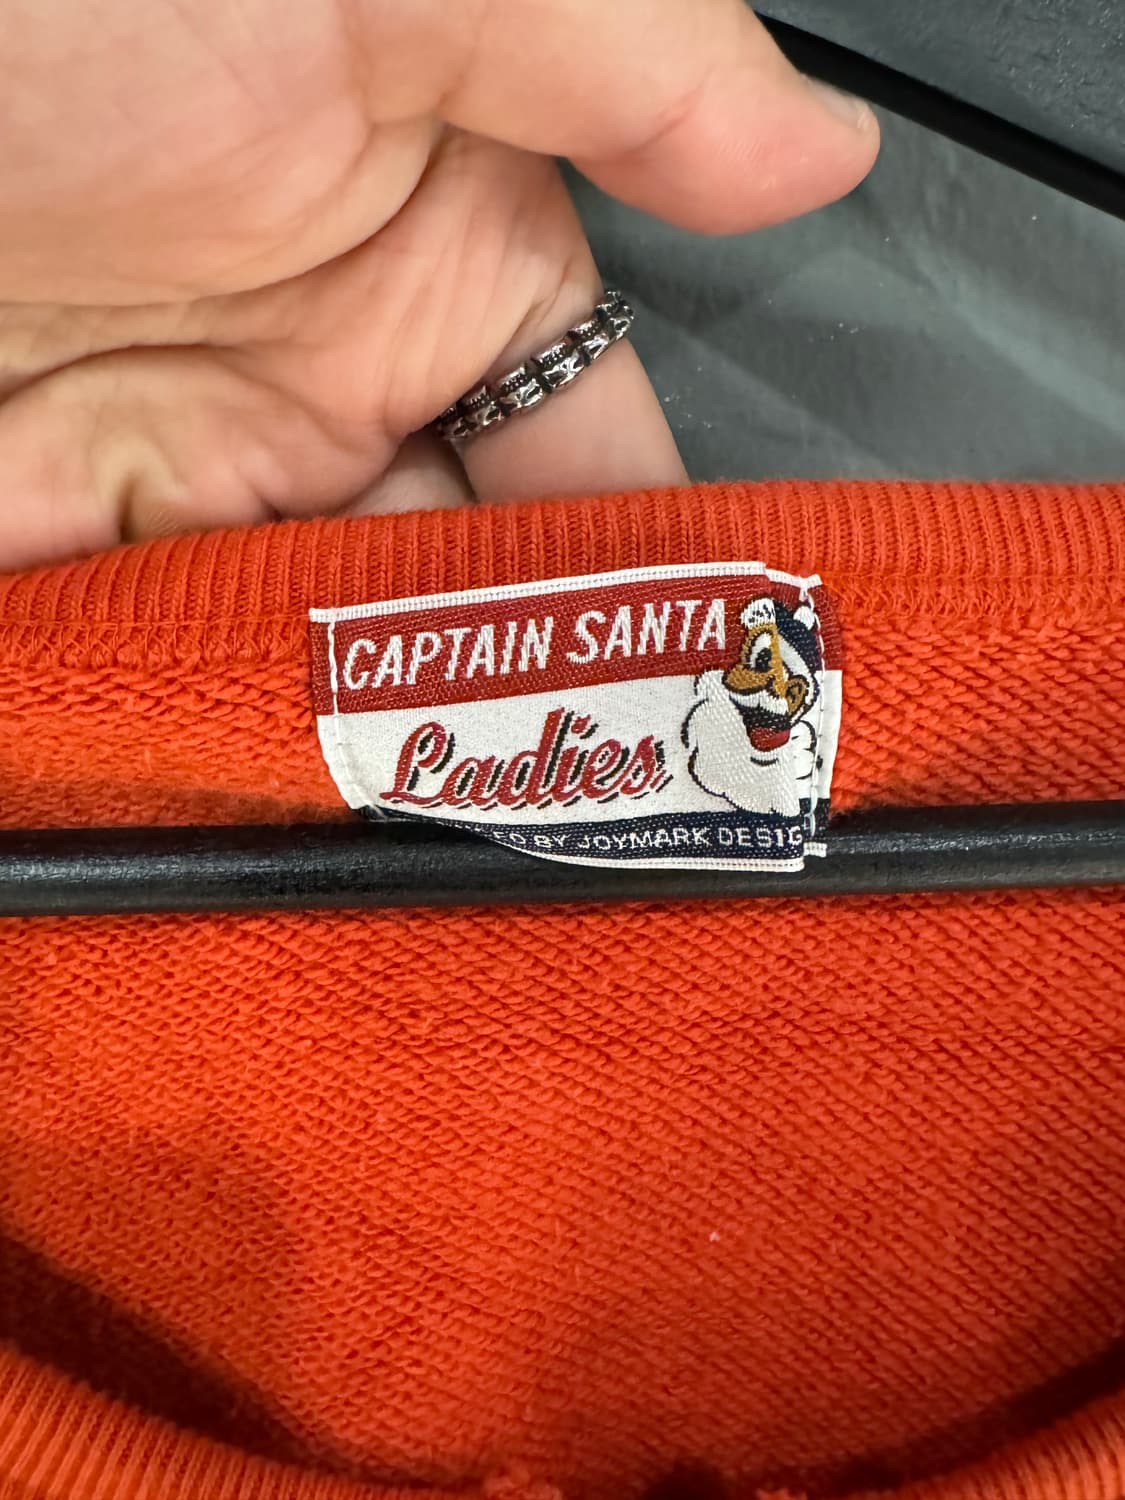 CAPTAIN SANTA
Ladies
BY JOYMARK DESIG